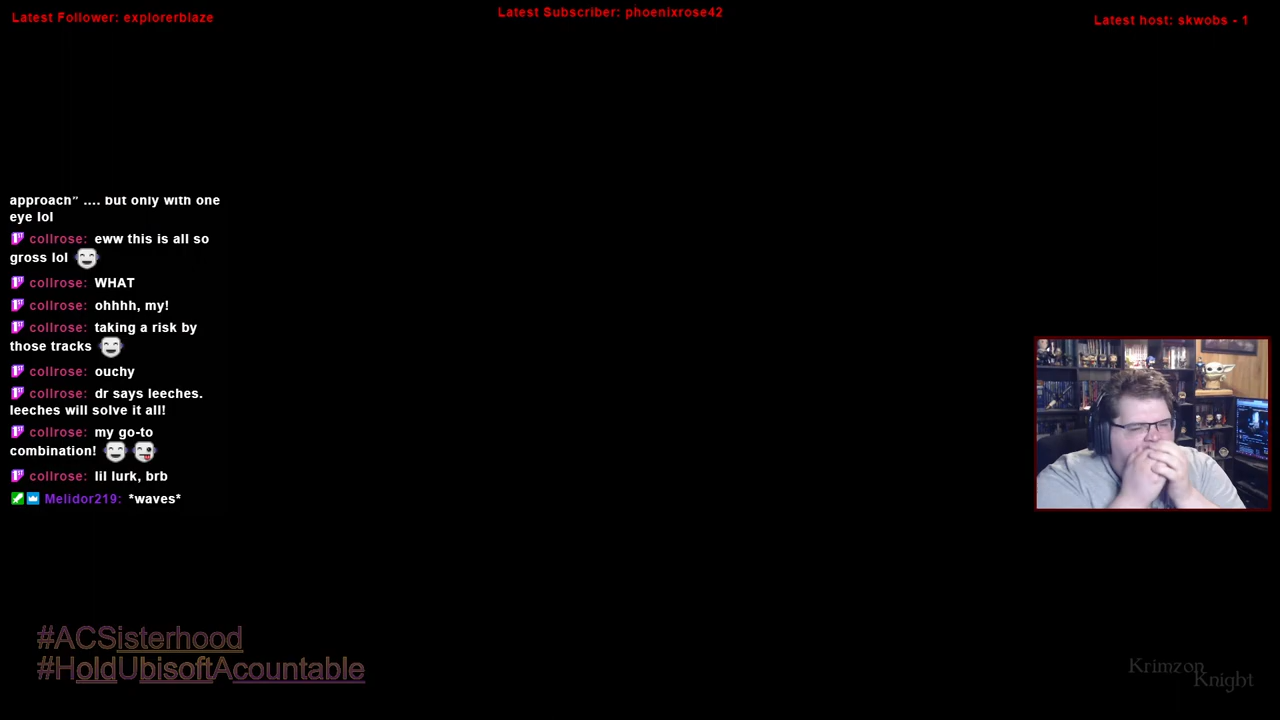 Latest Follower: explorerblaze
Latest Subscriber: phoenixrose42
Latest host: skwobs - 1
approach” .... but only with one
eye lol
collrose: eww this is all so
gross lol
collrose: WHAT
collrose: ohhhh, my!
collrose: taking a risk by
those tracks
collrose: ouchy
collrose: dr says leeches.
leeches will solve it all!
collrose: my go-to
combination!
collrose: lil lurk, brb
Melidor219: *waves*
#ACSisterhood
#HoldUbisoftAcountable
Krimzon
Knight